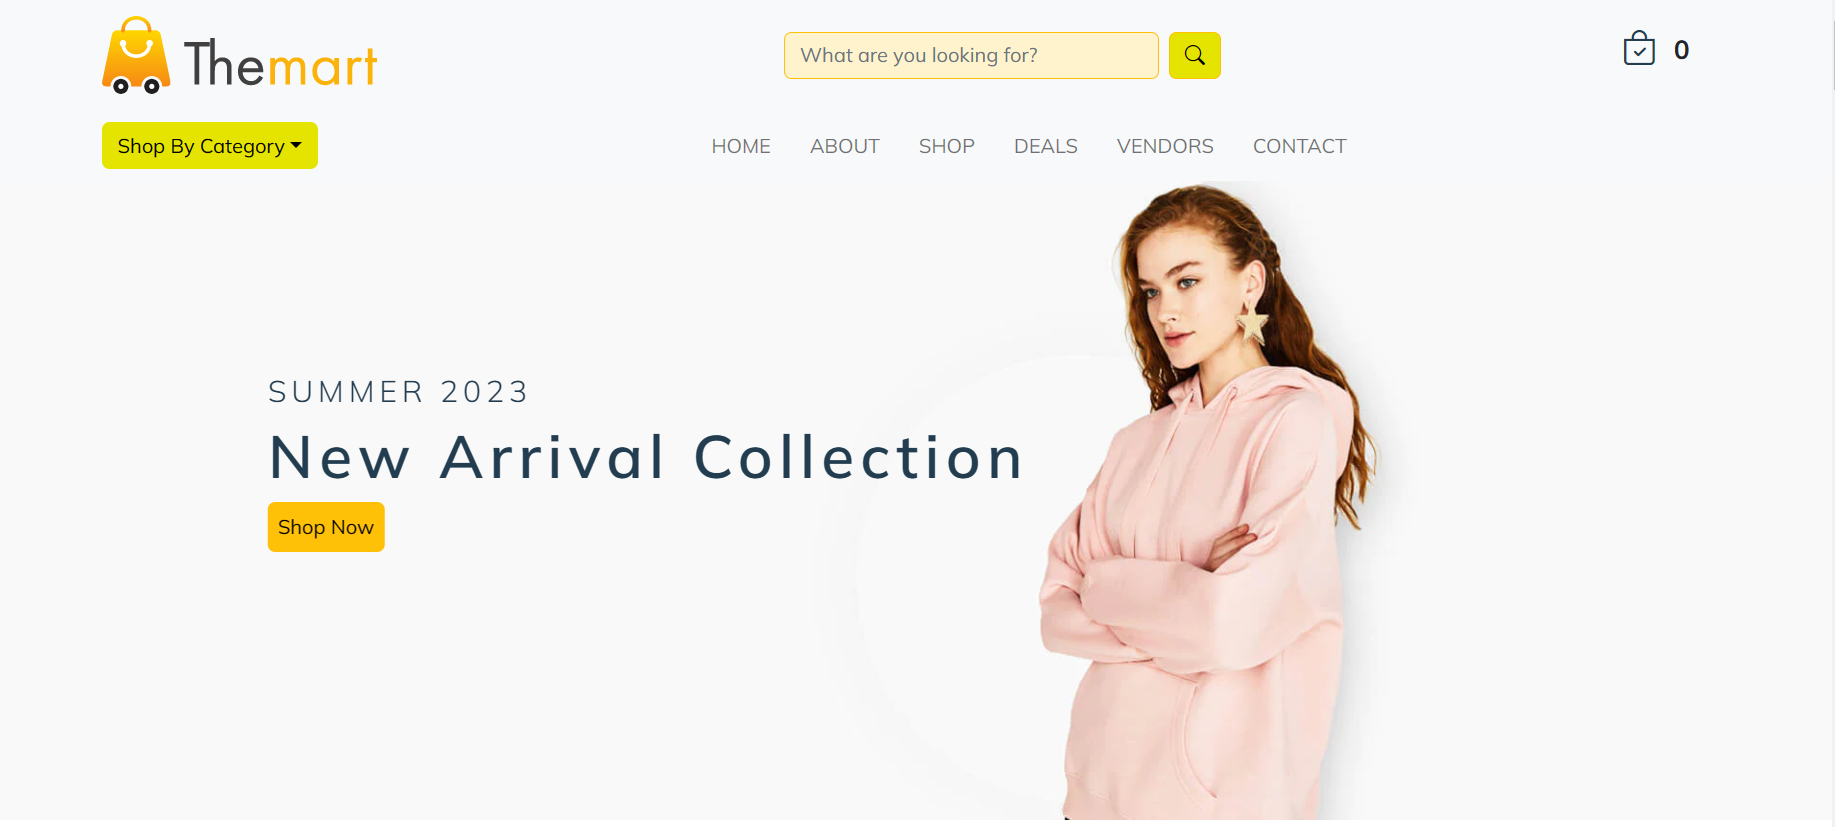 Themart
What are you looking for?
0
Shop By Category
HOME ABOUT SHOP DEALS VENDORS CONTACT
SUMMER 2023
New Arrival Collection
Shop Now